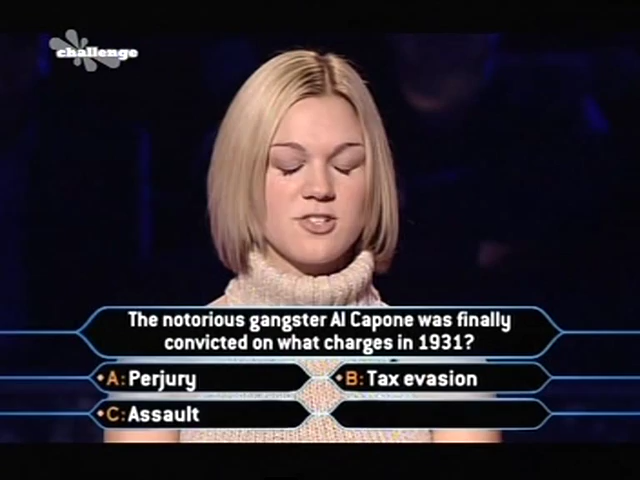 challenge
The notorious gangster Al Capone was finally
convicted on what charges in 1931?
A: Perjury
B: Tax evasion
C: Assault